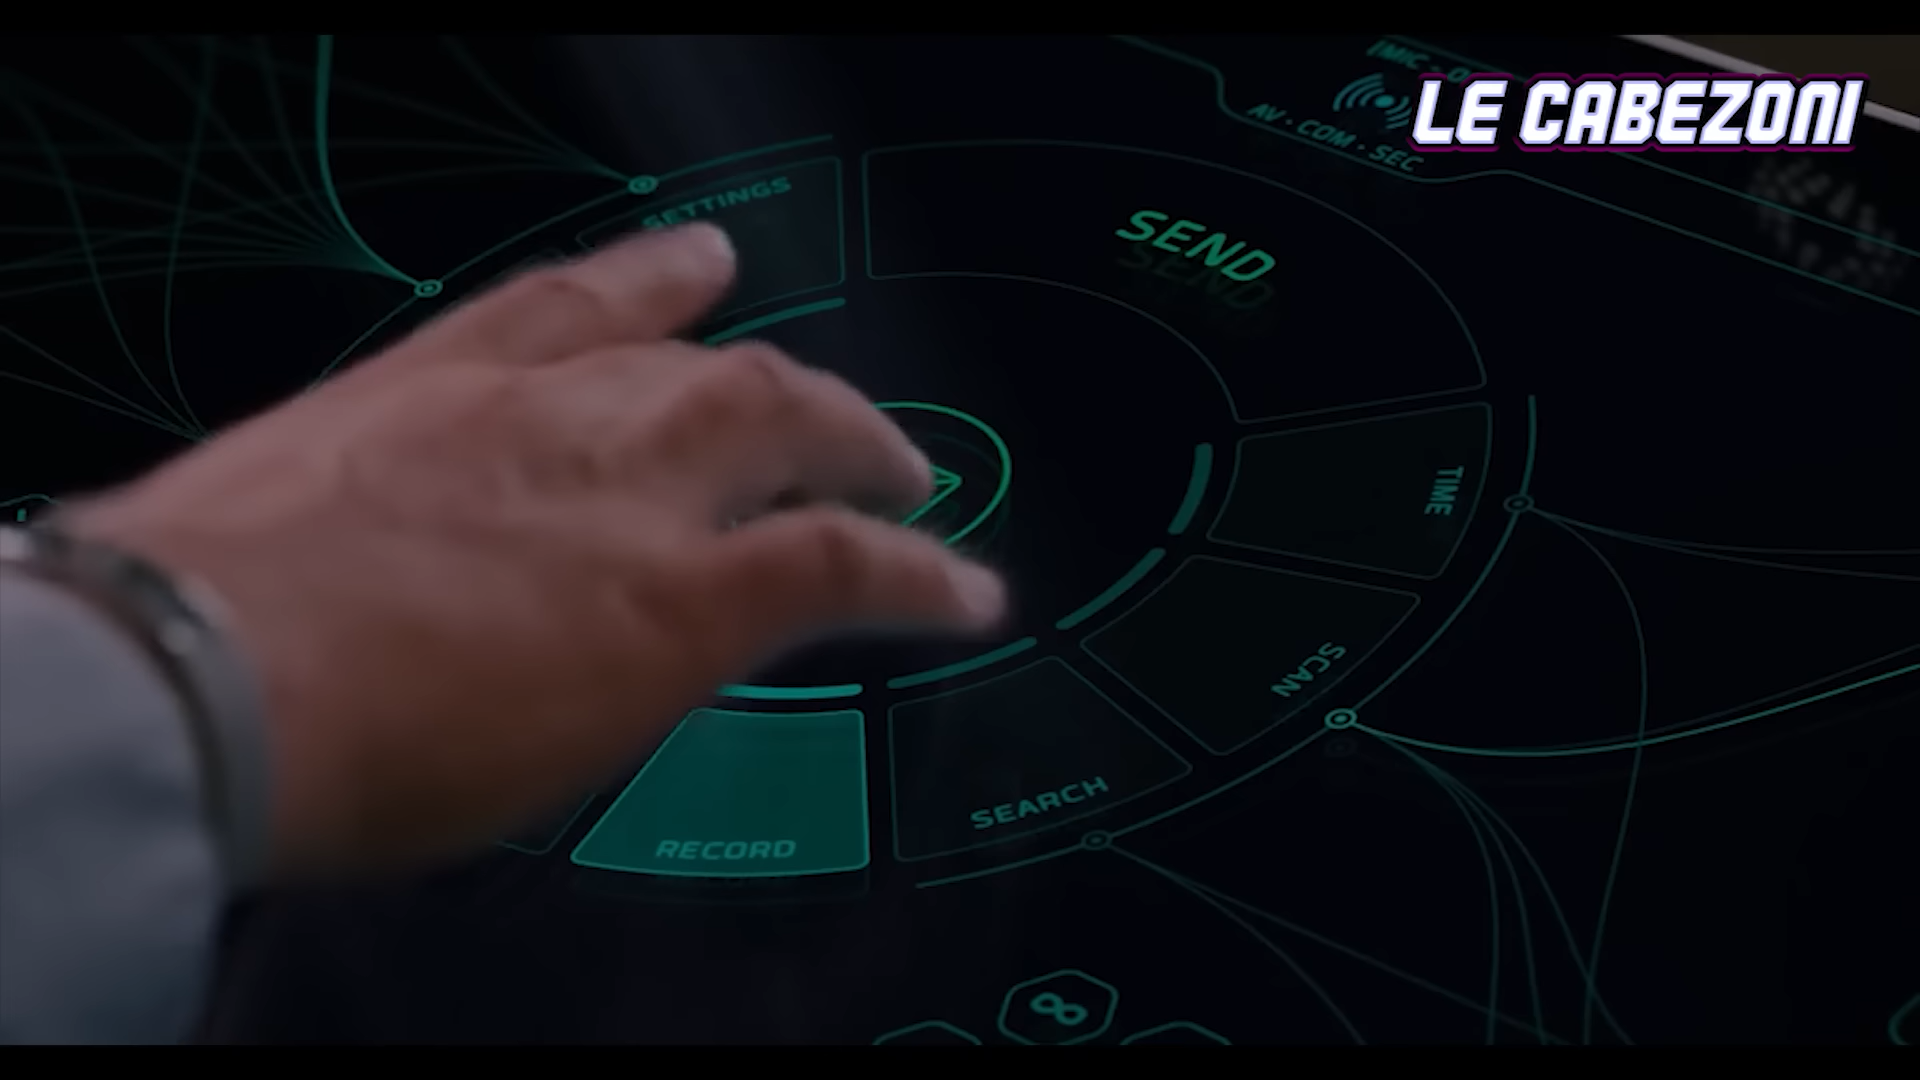 LE CABEZONI
AV · COM · SEC
SETTINGS
SEND
TIME
SCAN
SEARCH
RECORD